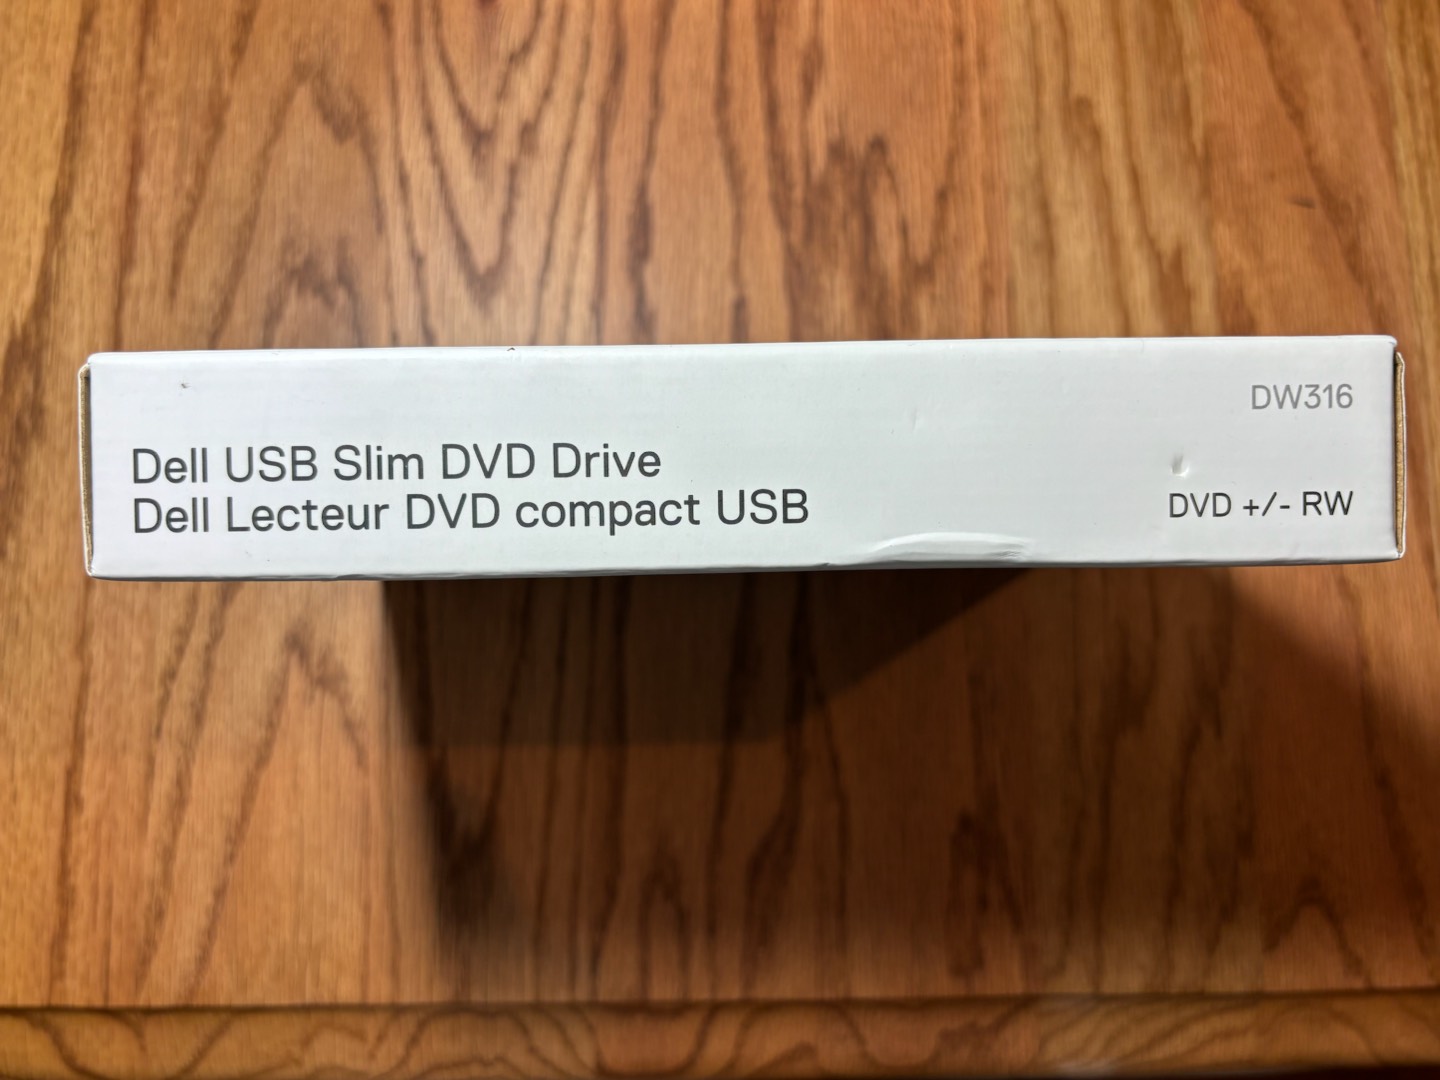 DW316
Dell USB Slim DVD Drive
Dell Lecteur DVD compact USB
DVD +/- RW